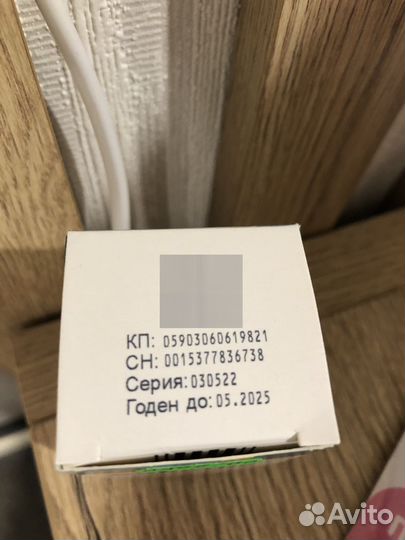 КП: 05903060619821
СН: 0015377836738
Серия: 030522
Годен до: 05.2025
Avito